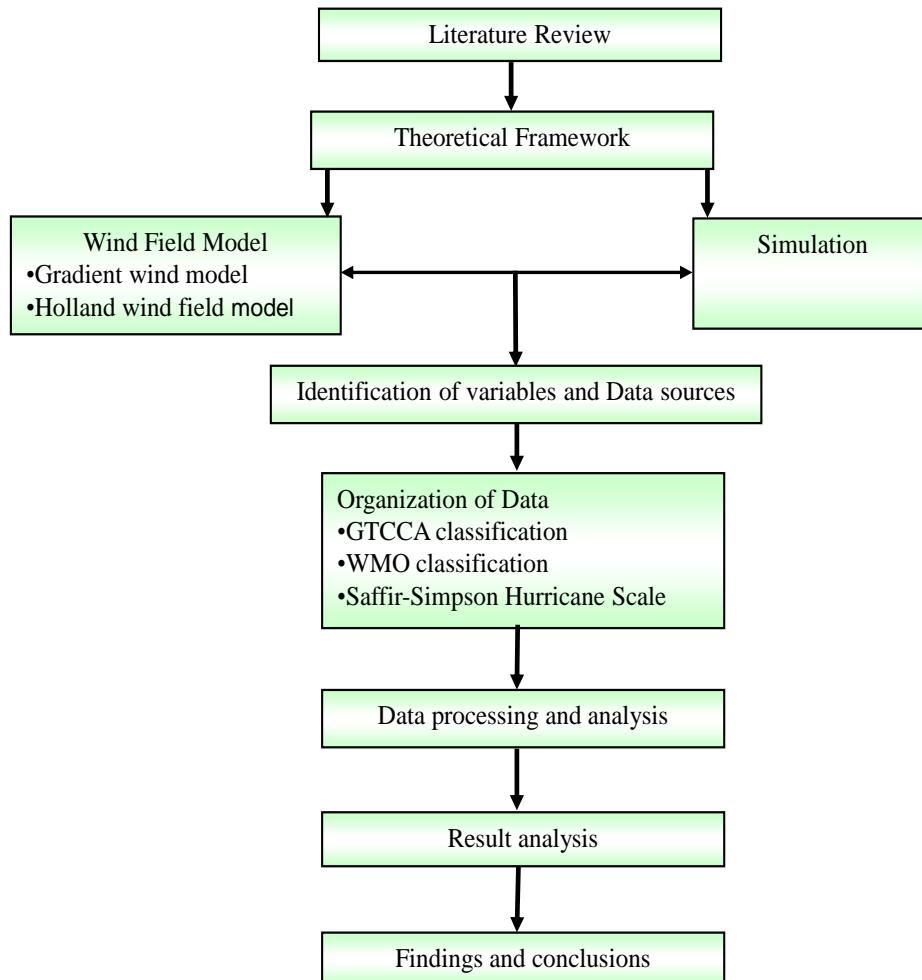 Literature Review
Theoretical Framework
Wind Field Model
•Gradient wind model
•Holland wind field model
Simulation
Identification of variables and Data sources
Organization of Data
•GTCCA classification
•WMO classification
•Saffir-Simpson Hurricane Scale
Data processing and analysis
Result analysis
Findings and conclusions